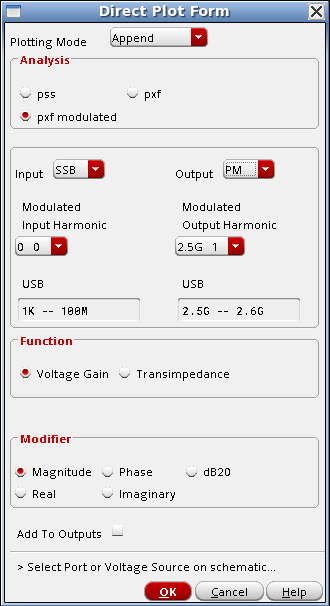 Direct Plot Form
Plotting Mode Append
Analysis
pss pxf
pxf modulated
Input SSB Output PM
Modulated Modulated
Input Harmonic Output Harmonic
0 0 2.5G 1
USB USB
1K -- 100M 2.5G -- 2.6G
Function
Voltage Gain Transimpedance
Modifier
Magnitude Phase dB20
Real Imaginary
Add To Outputs
> Select Port or Voltage Source on schematic...
OK Cancel Help